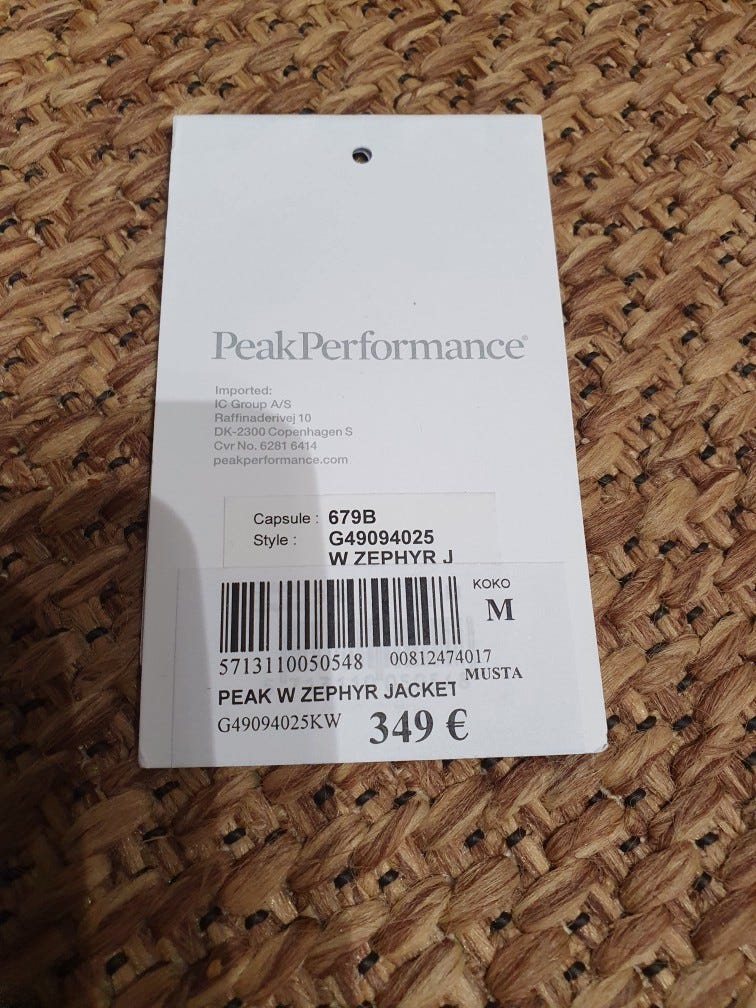 PeakPerformance®
Imported:
IC Group A/S
Raffinaderivej 10
DK-2300 Copenhagen S
Cvr No. 6281 6414
peakperformance.com
Capsule : 679B
Style : G49094025
W ZEPHYR J
KOKO
M
5713110050548 00812474017
MUSTA
PEAK W ZEPHYR JACKET
G49094025KW 349 €